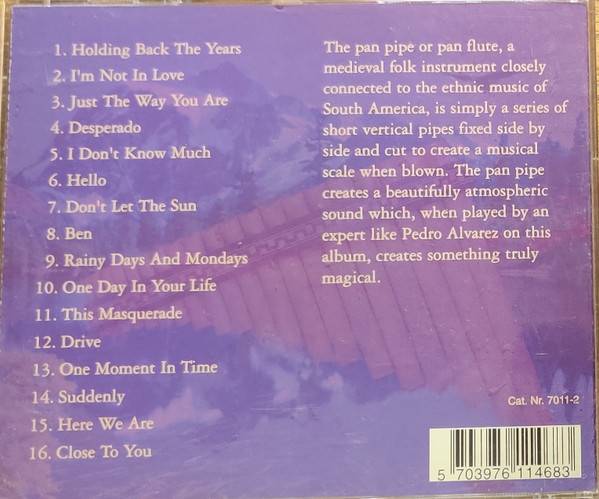 1. Holding Back The Years
2. I'm Not In Love
3. Just The Way You Are
4. Desperado
5. I Don't Know Much
6. Hello
7. Don't Let The Sun
8. Ben
9. Rainy Days And Mondays
10. One Day In Your Life
11. This Masquerade
12. Drive
13. One Moment In Time
14. Suddenly
15. Here We Are
16. Close To You
The pan pipe or pan flute, a
medieval folk instrument closely
connected to the ethnic music of
South America, is simply a series of
short vertical pipes fixed side by
side and cut to create a musical
scale when blown. The pan pipe
creates a beautifully atmospheric
sound which, when played by an
expert like Pedro Alvarez on this
album, creates something truly
magical.
Cat. Nr. 7011-2
5 703976 114683